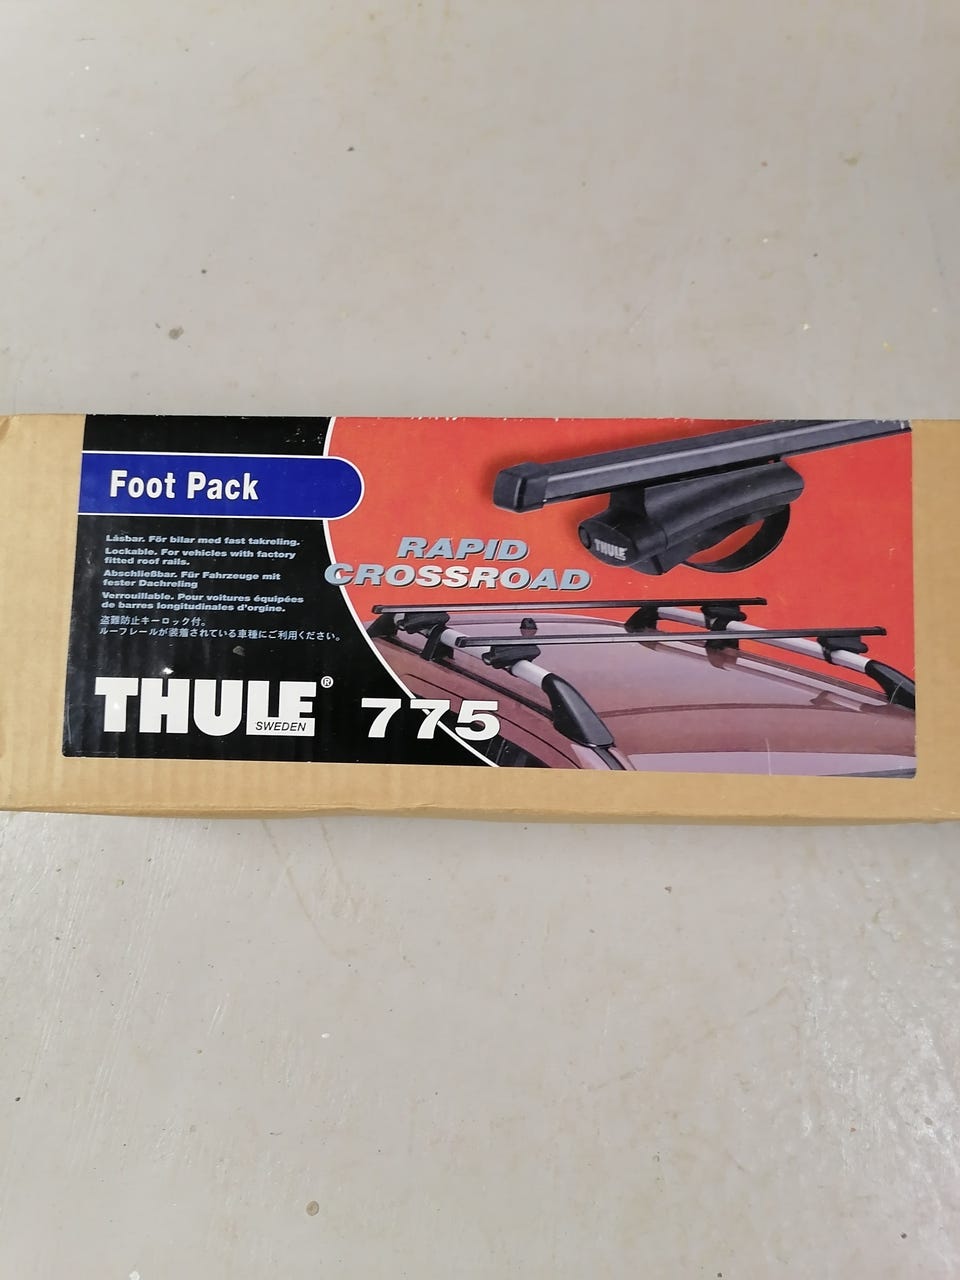 Foot Pack
Låsbar. För bilar med fast takreling.
Lockable. For vehicles with factory
fitted roof rails.
Abschließbar. Für Fahrzeuge mit
fester Dachreling
Verrouillable. Pour voitures équipées
de barres longitudinales d'orgine.
盗難防止キーロック付。
ルーフレールが装着されている車種にご利用ください。
RAPID
CROSSROAD
THULE
THULE®
SWEDEN
775